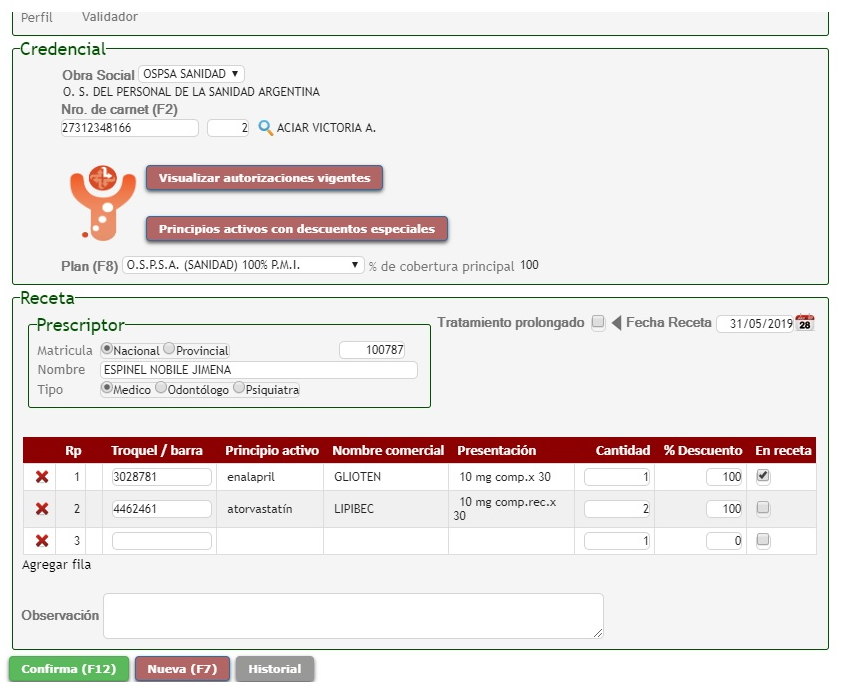 Perfil Validador
Credencial
Obra Social OSPSA SANIDAD
O. S. DEL PERSONAL DE LA SANIDAD ARGENTINA
Nro. de carnet (F2)
27312348166 2 ACIAR VICTORIA A.
Visualizar autorizaciones vigentes
Principios activos con descuentos especiales
Plan (F8) O.S.P.S.A. (SANIDAD) 100% P.M.I. % de cobertura principal 100
Receta
Prescriptor
Tratamiento prolongado Fecha Receta 31/05/2019 28
Matricula Nacional Provincial 100787
Nombre ESPINEL NOBILE JIMENA
Tipo Medico Odontólogo Psiquiatra
Rp Troquel / barra Principio activo Nombre comercial Presentación Cantidad % Descuento En receta
1 3028781 enalapril GLIOTEN 10 mg comp.x 30 1 100
2 4462461 atorvastatín LIPIBEC 10 mg comp.rec.x 30 2 100
3 1 0
Agregar fila
Observación
Confirma (F12) Nueva (F7) Historial